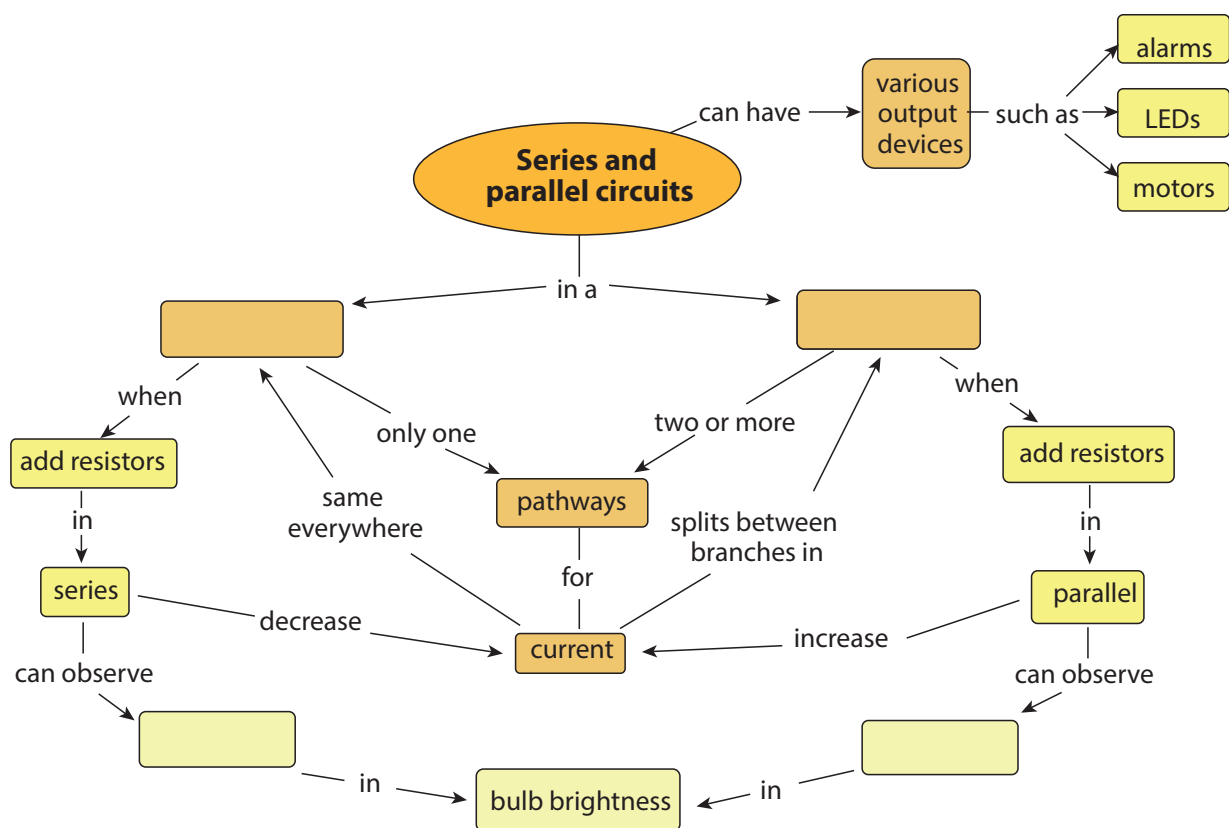 alarms
can have
various
output
devices
such as
LEDs
Series and
parallel circuits
motors
in a
when
when
only one
two or more
add resistors
add resistors
pathways
same
everywhere
splits between
branches in
in
in
for
series
parallel
decrease
increase
current
can observe
can observe
in
bulb brightness
in